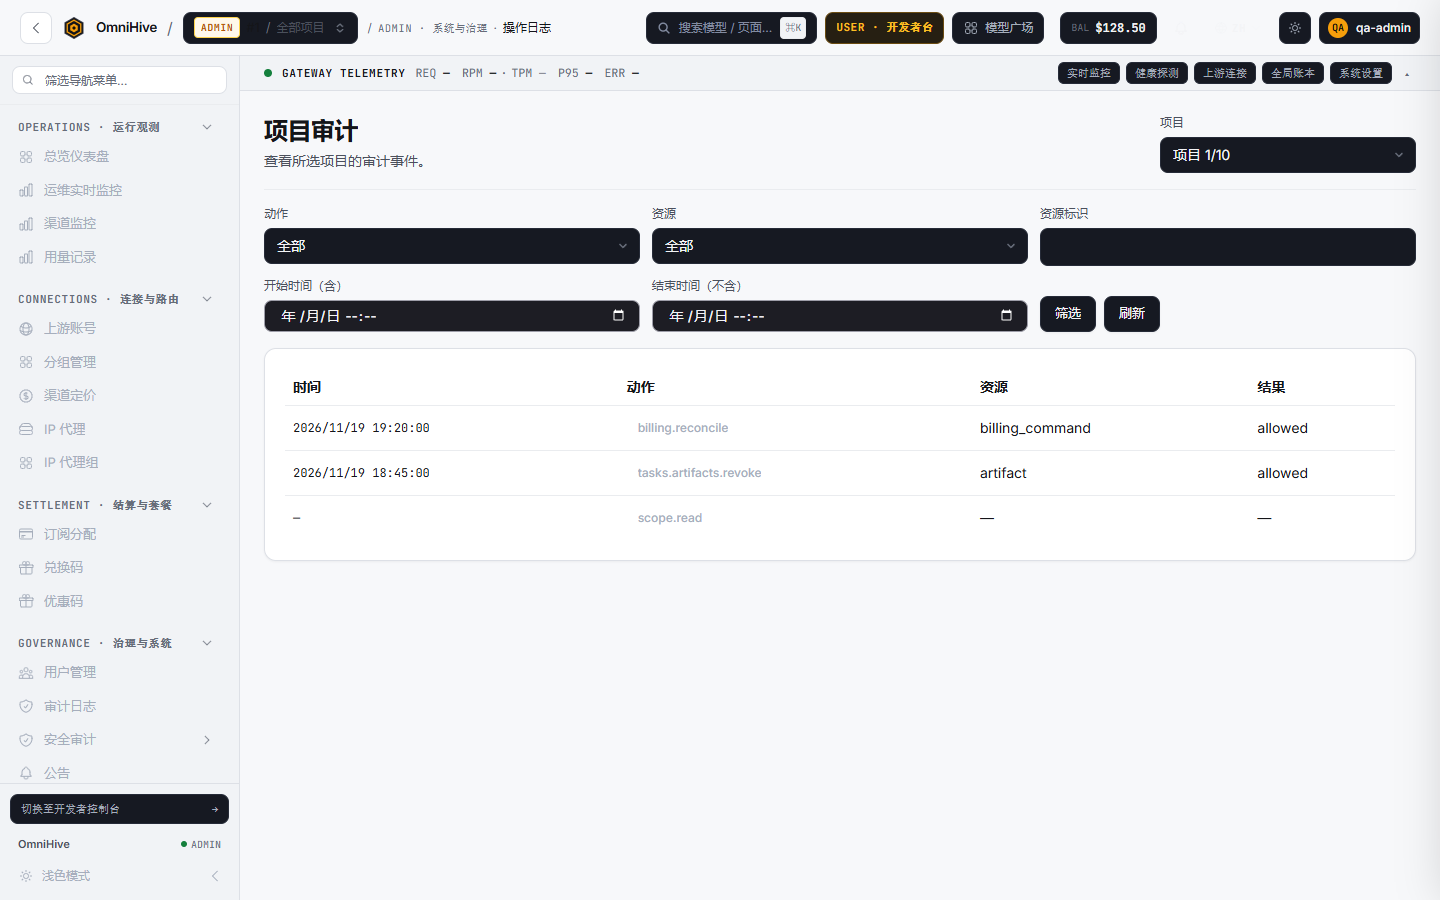 OmniHive / ADMIN / 全部项目 / ADMIN · 系统与治理 · 操作日志 搜索模型 / 页面... ⌘K USER · 开发者台 模型广场 BAL $128.50 QA qa-admin
筛选导航菜单...
GATEWAY TELEMETRY REQ — RPM — · TPM — P95 — ERR — 实时监控 健康探测 上游连接 全局账本 系统设置
OPERATIONS · 运行观测
总览仪表盘
运维实时监控
渠道监控
用量记录
CONNECTIONS · 连接与路由
上游账号
分组管理
渠道定价
IP 代理
IP 代理组
SETTLEMENT · 结算与套餐
订阅分配
兑换码
优惠码
GOVERNANCE · 治理与系统
用户管理
审计日志
安全审计
公告
切换至开发者控制台 →
OmniHive ADMIN
浅色模式
项目审计
查看所选项目的审计事件。
项目
项目 1/10
动作 资源 资源标识
全部 全部
开始时间（含） 结束时间（不含）
年 /月/日 --:-- 年 /月/日 --:-- 筛选 刷新
时间 动作 资源 结果
2026/11/19 19:20:00 billing.reconcile billing_command allowed
2026/11/19 18:45:00 tasks.artifacts.revoke artifact allowed
— scope.read — —